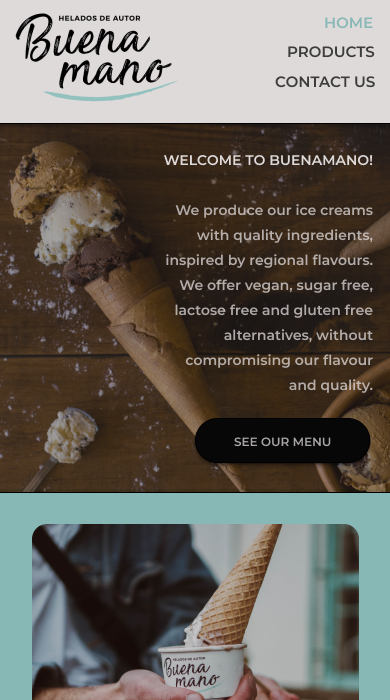 HELADOS DE AUTOR
Buena
mano
HOME
PRODUCTS
CONTACT US
WELCOME TO BUENAMANO!
We produce our ice creams
with quality ingredients,
inspired by regional flavours.
We offer vegan, sugar free,
lactose free and gluten free
alternatives, without
compromising our flavour
and quality.
SEE OUR MENU
HELADOS DE AUTOR
Buena
mano